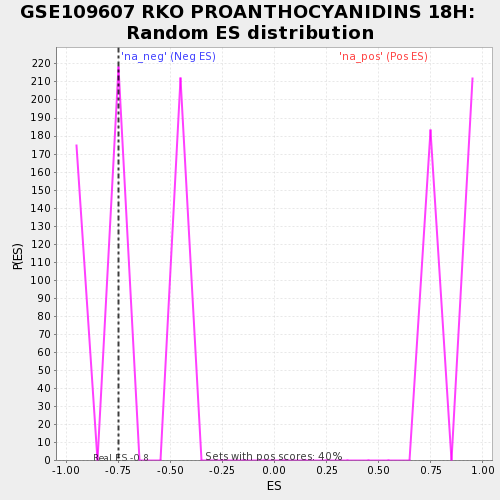 GSE109607 RKO PROANTHOCYANIDINS 18H:
Random ES distribution
'na_neg' (Neg ES)
'na_pos' (Pos ES)
220
210
200
190
180
170
160
150
140
130
120
110
100
90
80
70
60
50
40
30
20
10
0
P(ES)
Real ES -0.8
Sets with pos scores: 40%
-1.00 -0.75 -0.50 -0.25 0.00 0.25 0.50 0.75 1.00
ES